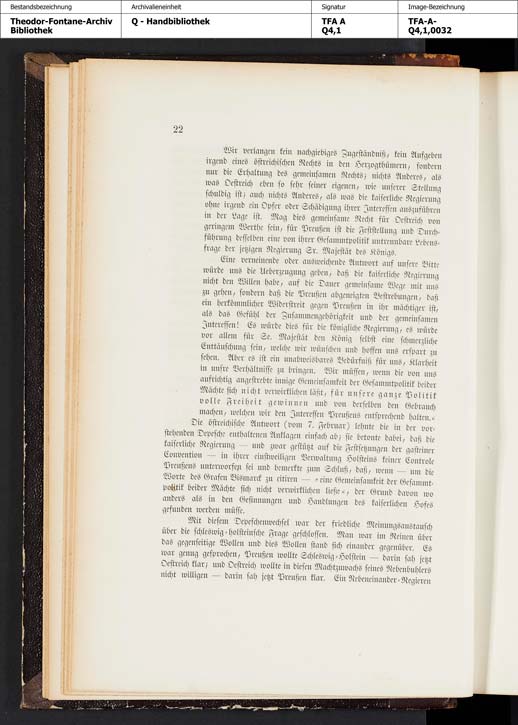 Bestandsbezeichnung
Archivalieneinheit
Signatur
Image-Bezeichnung
Theodor-Fontane-Archiv
Bibliothek
Q - Handbibliothek
TFA A
Q4,1
TFA-A-
Q4,1,0032
22
Wir verlangen kein nachgiebiges Zugeständniß, kein Aufgeben
irgend eines östreichischen Rechts in den Herzogthümern, sondern
nur die Erhaltung des gemeinsamen Rechts; nichts Anderes, als
was Oestreich eben so sehr seiner eigenen, wie unserer Stellung
schuldig ist; auch nichts Anderes, als was die kaiserliche Regierung
ohne irgend ein Opfer oder Schädigung ihrer Interessen auszuführen
in der Lage ist. Mag dies gemeinsame Recht für Oestreich von
geringem Werthe sein, für Preußen ist die Feststellung und Durch-
führung desselben eine von ihrer Gesammtpolitik untrennbare Lebens-
frage der jetzigen Regierung Sr. Majestät des Königs.
Eine verneinende oder ausweichende Antwort auf unsere Bitte
würde uns die Ueberzeugung geben, daß die kaiserliche Regierung
nicht den Willen habe, auf die Dauer gemeinsame Wege mit uns
zu gehen, sondern daß die Preußen abgeneigten Bestrebungen, daß
ein herkömmlicher Widerstreit gegen Preußen in ihr mächtiger ist,
als das Gefühl der Zusammengehörigkeit und der gemeinsamen
Interessen! Es würde dies für die königliche Regierung, es würde
vor allem für Se. Majestät den König selbst eine schmerzliche
Enttäuschung sein, welche wir wünschen und hoffen uns erspart zu
sehen. Aber es ist ein unabweisbares Bedürfniß für uns, Klarheit
in unsre Verhältnisse zu bringen. Wir müssen, wenn die von uns
aufrichtig angestrebte innige Gemeinsamkeit der Gesammtpolitik beider
Mächte sich nicht verwirklichen läßt, für unsere ganze Politik
volle Freiheit gewinnen und von derselben den Gebrauch
machen, welchen wir den Interessen Preußens entsprechend halten.«
Die östreichische Antwort (vom 7. Februar) lehnte die in der vor-
stehenden Depesche enthaltenen Anklagen einfach ab; sie betonte dabei, daß die
kaiserliche Regierung — und zwar gestützt auf die Festsetzungen der gasteiner
Convention — in ihrer einstweiligen Verwaltung Holsteins keiner Controle
Preußens unterworfen sei und bemerkte zum Schluß, daß, wenn — um die
Worte des Grafen Bismarck zu citiren — »eine Gemeinsamkeit der Gesammt-
politik beider Mächte sich nicht verwirklichen ließe«, der Grund davon wo
anders als in den Gesinnungen und Handlungen des kaiserlichen Hofes
gefunden werden müsse.
Mit diesem Depeschenwechsel war der friedliche Meinungsaustausch
über die schleswig-holsteinsche Frage geschlossen. Man war im Reinen über
das gegenseitige Wollen und dies Wollen stand sich einander gegenüber. Es
war genug gesprochen, Preußen wollte Schleswig-Holstein — darin sah jetzt
Oestreich klar; und Oestreich wollte in diesen Machtzuwachs seines Nebenbuhlers
nicht willigen — darin sah jetzt Preußen klar. Ein Nebeneinander-Regieren